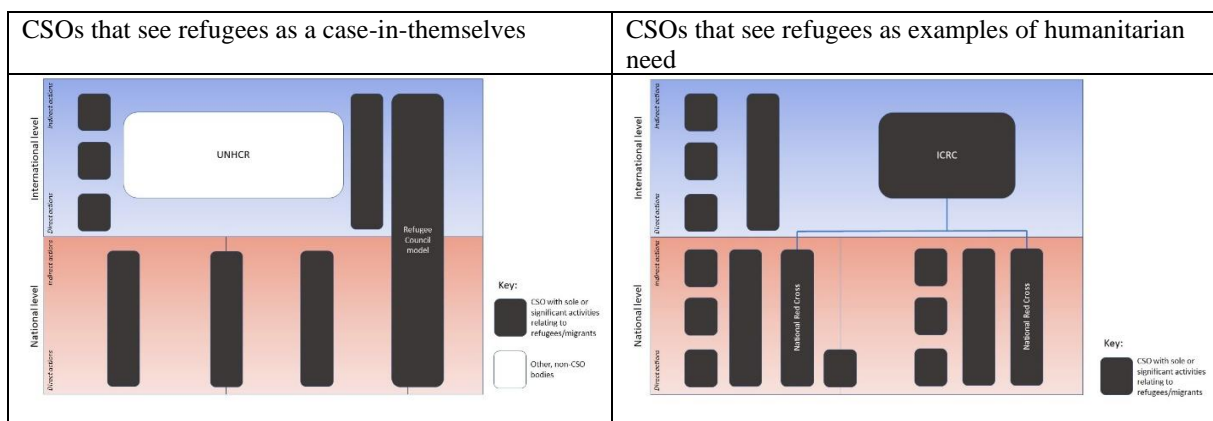 CSOs that see refugees as a case-in-themselves
CSOs that see refugees as examples of humanitarian
need
International level
Indirect actions
Direct actions
UNHCR
Refugee
Council
model
National level
Indirect actions
Direct actions
Key:
CSO with sole or
significant activities
relating to
refugees/migrants
Other, non-CSO
bodies
International level
Indirect actions
Direct actions
ICRC
National level
Indirect actions
Direct actions
National Red Cross
National Red Cross
Key:
CSO with sole or
significant activities
relating to
refugees/migrants